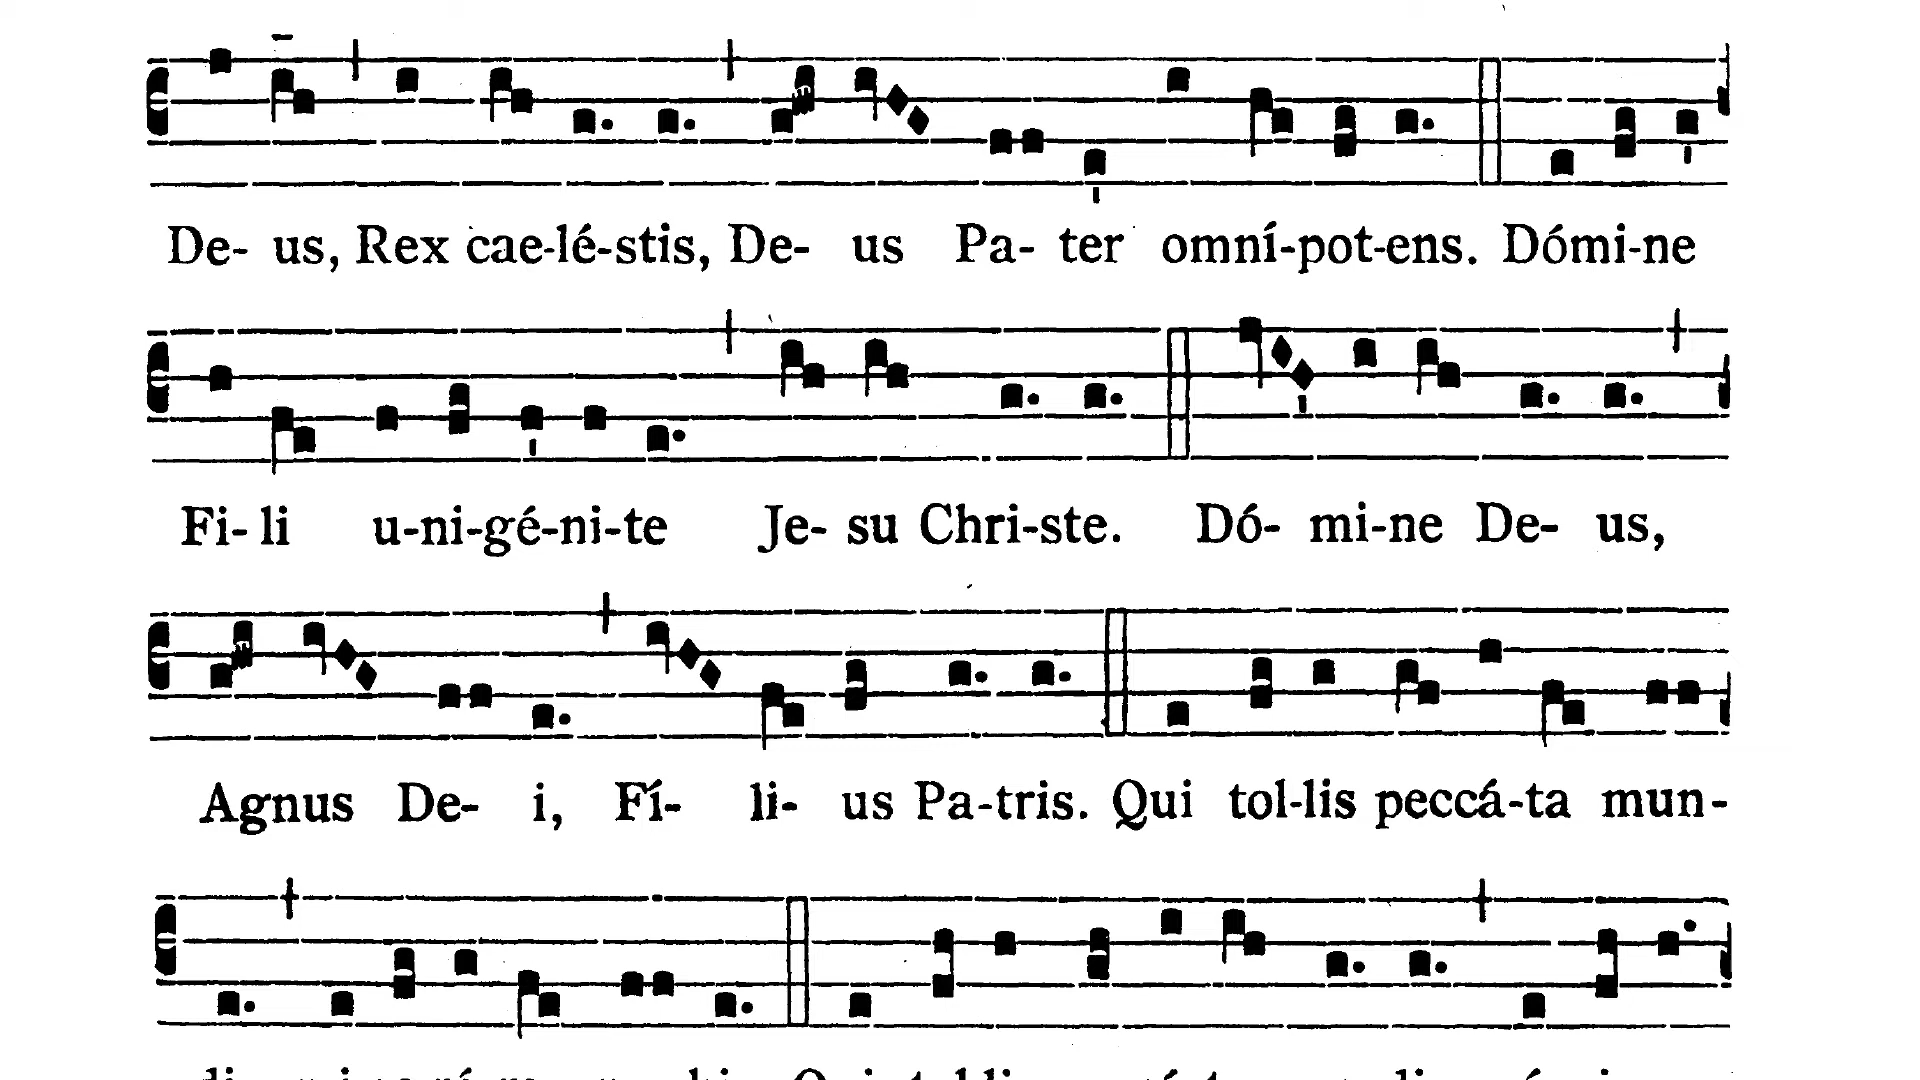 De- us, Rex cae-lé-stis, De- us Pa- ter omní-pot-ens. Dómi-ne
Fi- li u-ni-gé-ni-te Je- su Chri-ste. Dó- mi-ne De- us,
Agnus De- i, Fí- li- us Pa-tris. Qui tol-lis peccá-ta mun-